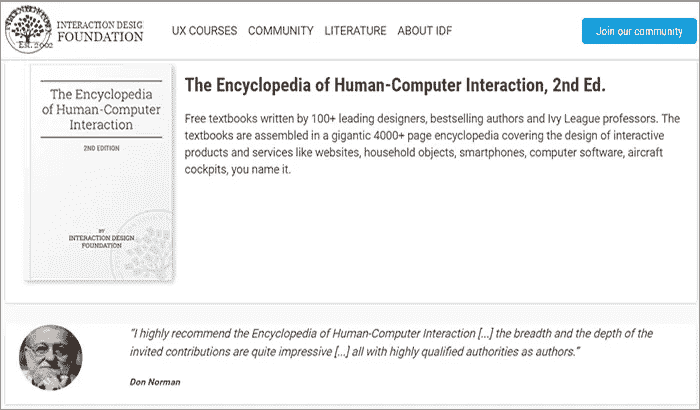 INTERACTION DESIG
FOUNDATION
EST. 2002
UX COURSES COMMUNITY LITERATURE ABOUT IDF
Join our community
The Encyclopedia
of Human-Computer
Interaction
2ND EDITION
BY
INTERACTION DESIGN
FOUNDATION
The Encyclopedia of Human-Computer Interaction, 2nd Ed.
Free textbooks written by 100+ leading designers, bestselling authors and Ivy League professors. The
textbooks are assembled in a gigantic 4000+ page encyclopedia covering the design of interactive
products and services like websites, household objects, smartphones, computer software, aircraft
cockpits, you name it.
“I highly recommend the Encyclopedia of Human-Computer Interaction [...] the breadth and the depth of the
invited contributions are quite impressive [...] all with highly qualified authorities as authors.”
Don Norman